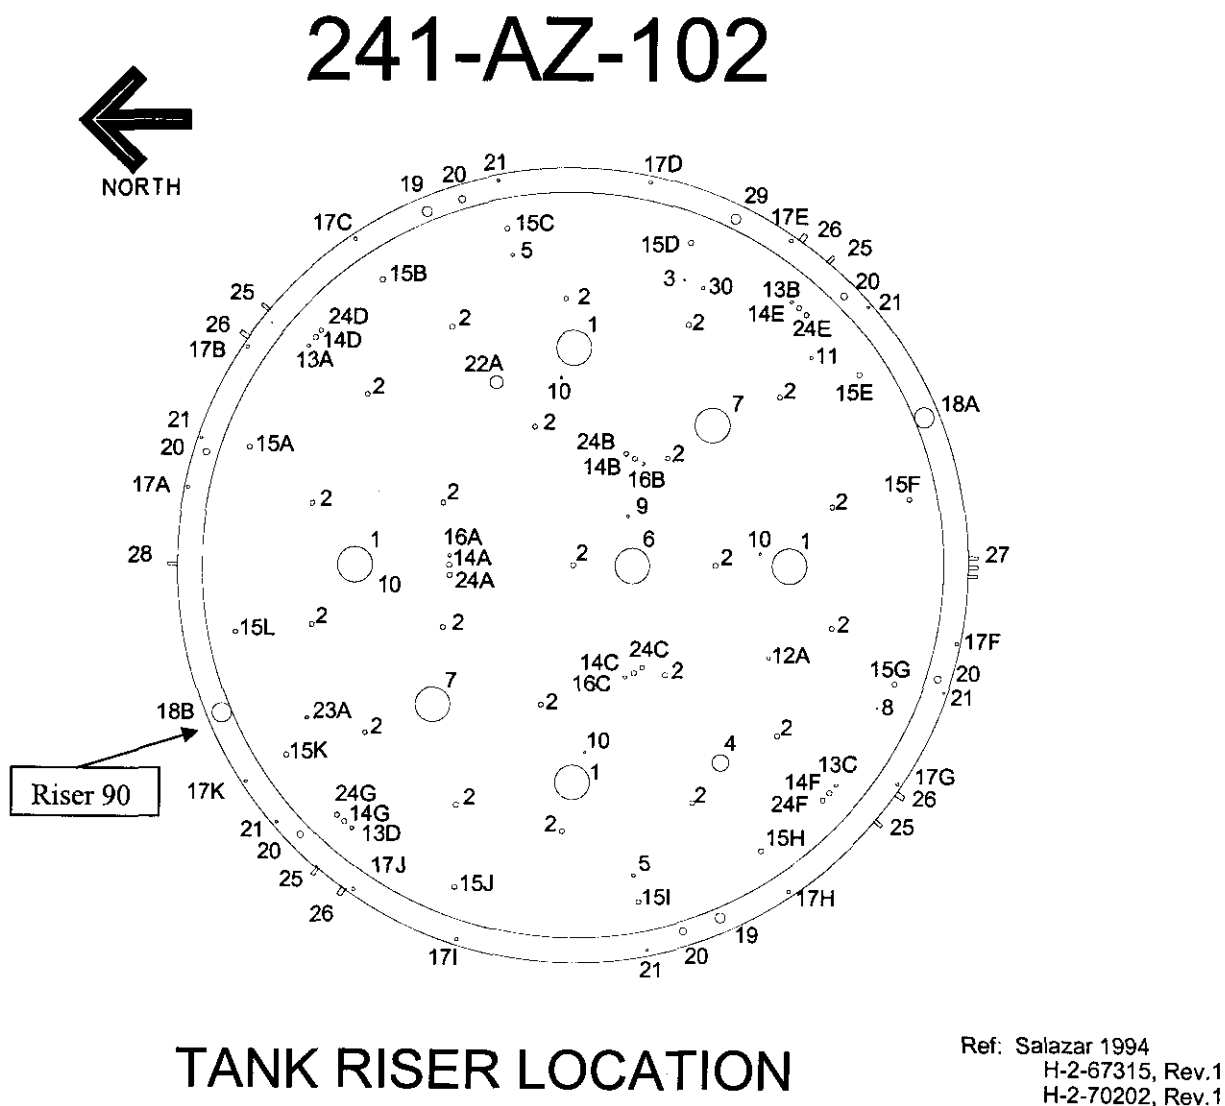 241-AZ-102
NORTH
21
17D
20
19
29
17C
15C
17E
26
5
15D
25
15B
3
30
20
25
2
13B
21
26
24D
2
1
2
14E
24E
17B
14D
13A
11
22A
10
15E
2
7
2
18A
21
2
20
15A
24B
14B
2
16B
17A
15F
2
2
9
2
28
16A
1
14A
24A
10
2
6
2
10
1
27
15L
2
2
2
17F
14C
24C
16C
2
12A
15G
20
21
7
2
8
18B
23A
2
2
15K
10
4
Riser 90
17K
1
13C
14F
24F
17G
26
24G
14G
13D
2
2
2
25
21
20
15H
17J
25
5
26
15J
15I
17H
19
17I
20
21
TANK RISER LOCATION
Ref: Salazar 1994
H-2-67315, Rev.1
H-2-70202, Rev.1